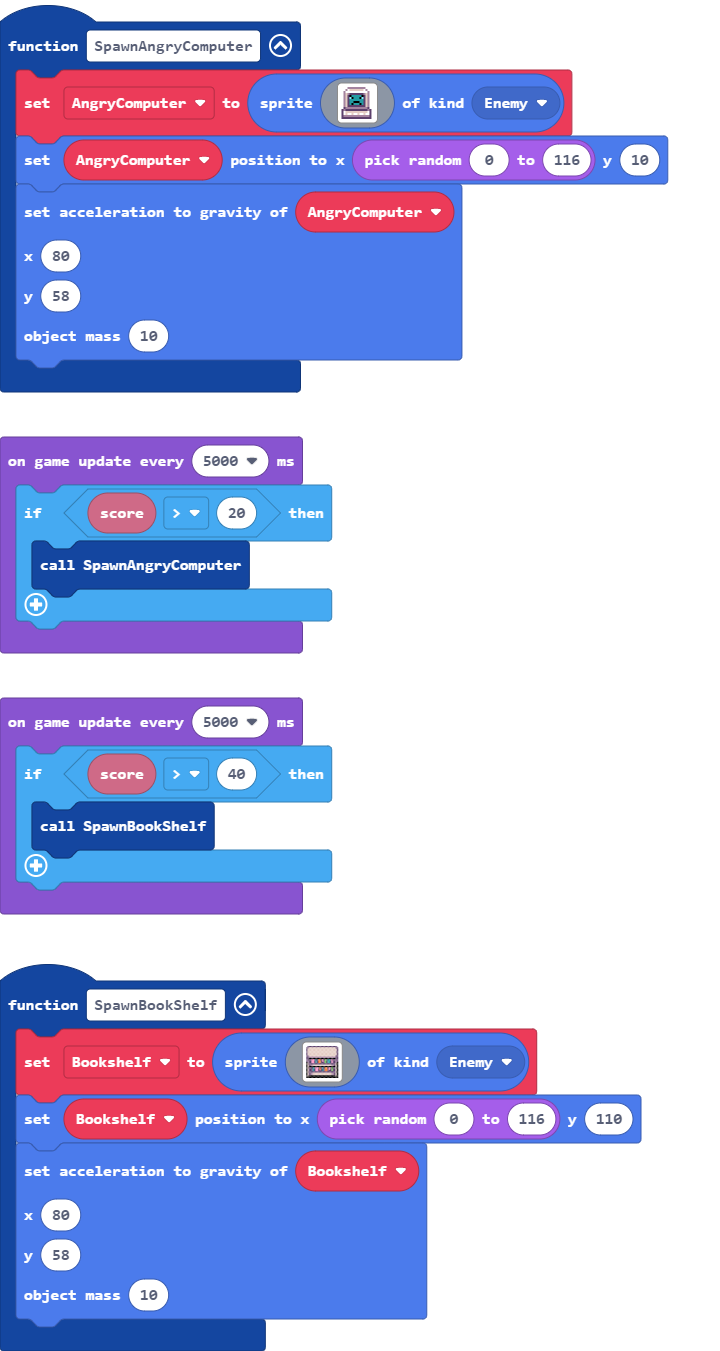 function SpawnAngryComputer
set AngryComputer to sprite of kind Enemy
set AngryComputer position to x pick random 0 to 116 y 10
set acceleration to gravity of AngryComputer
x 80
y 58
object mass 10
on game update every 5000 ms
if score > 20 then
call SpawnAngryComputer
on game update every 5000 ms
if score > 40 then
call SpawnBookShelf
function SpawnBookShelf
set Bookshelf to sprite of kind Enemy
set Bookshelf position to x pick random 0 to 116 y 110
set acceleration to gravity of Bookshelf
x 80
y 58
object mass 10